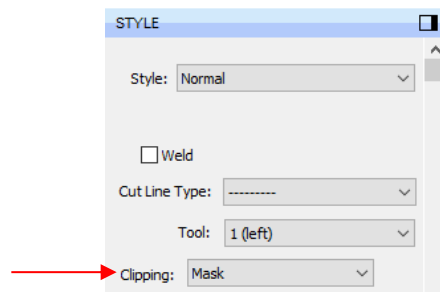 STYLE
Style: Normal
Weld
Cut Line Type: ---------
Tool: 1 (left)
Clipping: Mask